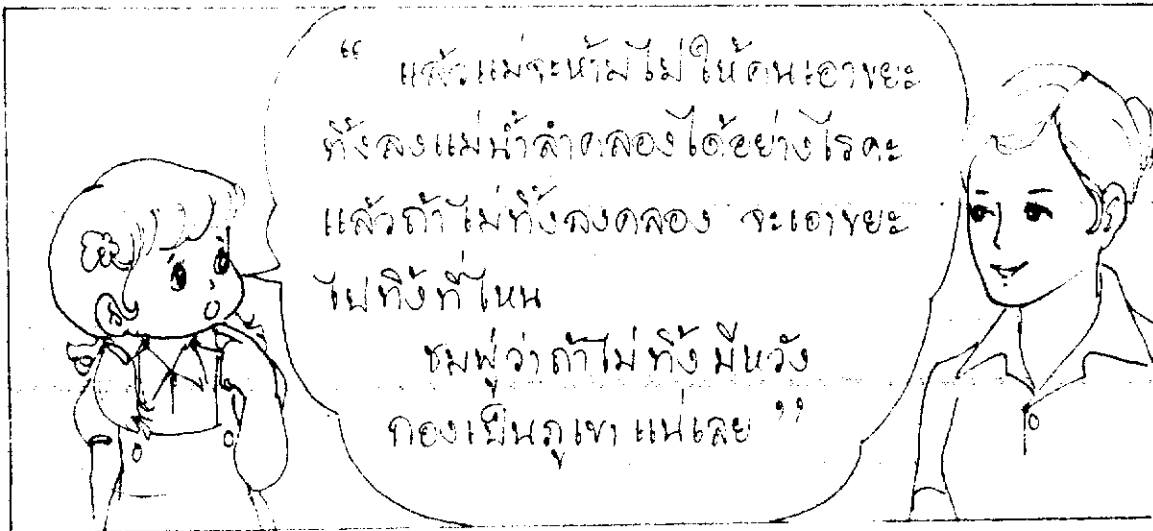 “ แล้วแม่จะห้ามไม่ให้คนเอาขยะ
ทิ้งลงแม่น้ำลำคลองได้อย่างไรคะ
แล้วถ้าไม่ทิ้งลงคลอง จะเอาขยะ
ไปทิ้งที่ไหน
ชมพู่ว่าถ้าไม่ทิ้ง มีหวัง
กองเป็นภูเขา แน่เลย ”